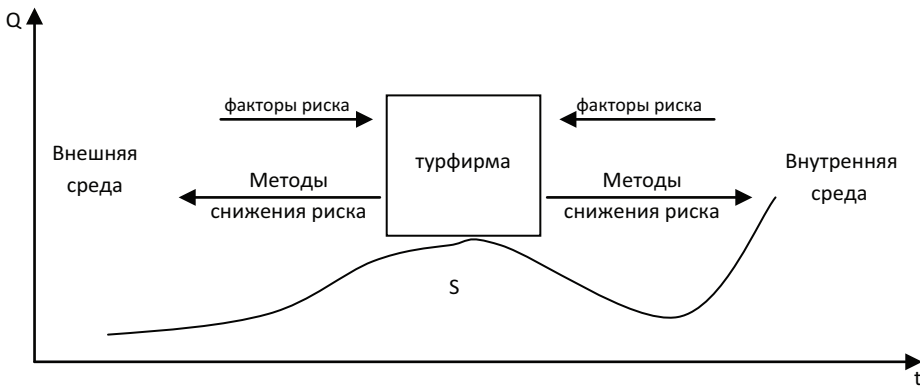 Q
факторы риска
факторы риска
Внешняя
среда
турфирма
Внутренняя
среда
Методы
снижения риска
Методы
снижения риска
S
t